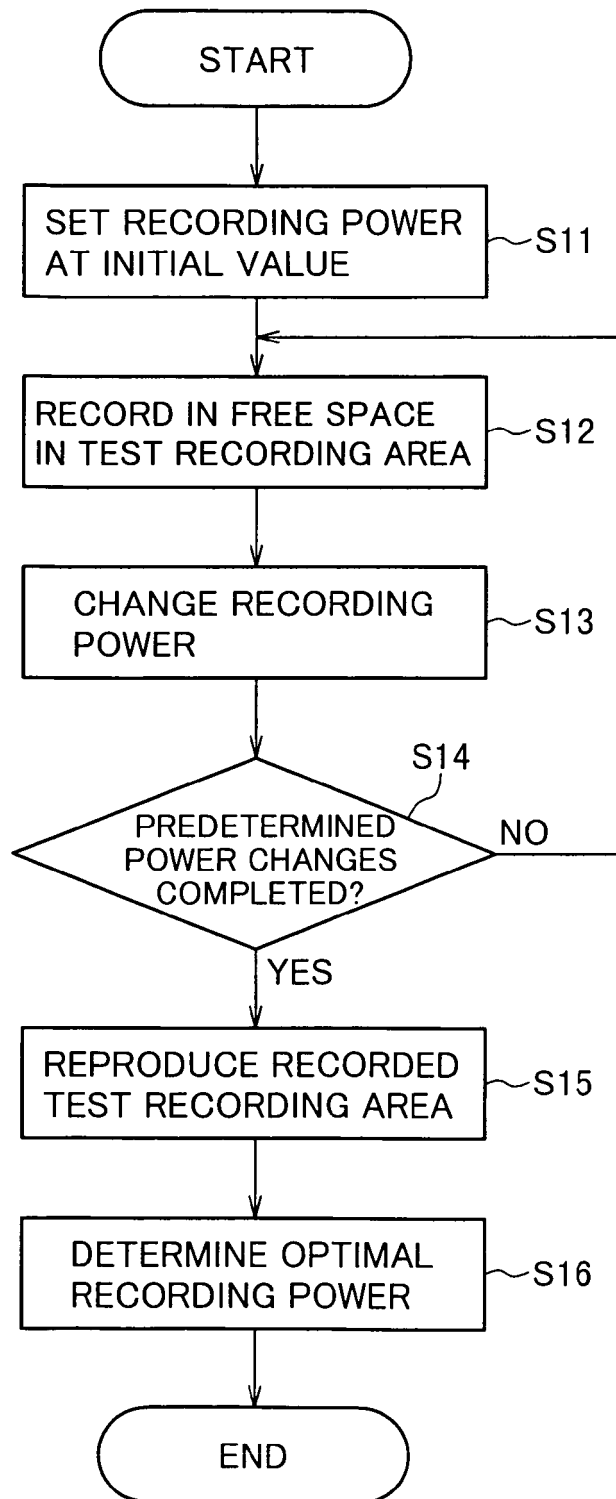 START
SET RECORDING POWER
AT INITIAL VALUE
S11
RECORD IN FREE SPACE
IN TEST RECORDING AREA
S12
CHANGE RECORDING
POWER
S13
S14
PREDETERMINED
POWER CHANGES
COMPLETED?
NO
YES
REPRODUCE RECORDED
TEST RECORDING AREA
S15
DETERMINE OPTIMAL
RECORDING POWER
S16
END